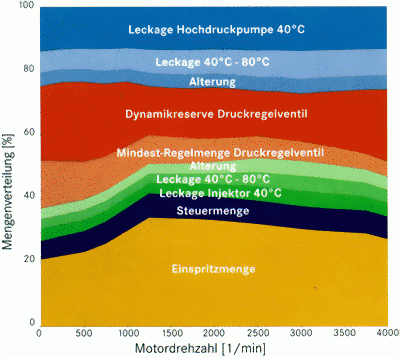 100
80
60
40
20
0
Mengenverteilung [%]
Leckage Hochdruckpumpe 40°C
Leckage 40°C - 80°C
Alterung
Dynamikreserve Druckregelventil
Mindest-Regelmenge Druckregelventil
Alterung
Leckage 40°C - 80°C
Leckage Injektor 40°C
Steuermenge
Einspritzmenge
0 500 1000 1500 2000 2500 3000 3500 4000
Motordrehzahl [1/min]